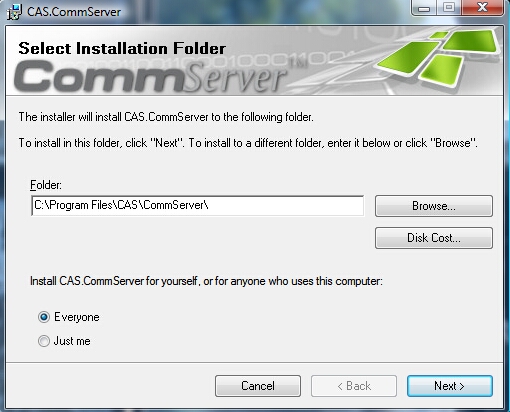 CAS.CommServer
Select Installation Folder
CommServer™
The installer will install CAS.CommServer to the following folder.
To install in this folder, click "Next". To install to a different folder, enter it below or click "Browse".
Folder:
C:\Program Files\CAS\CommServer\
Browse...
Disk Cost...
Install CAS.CommServer for yourself, or for anyone who uses this computer:
Everyone
Just me
Cancel
< Back
Next >